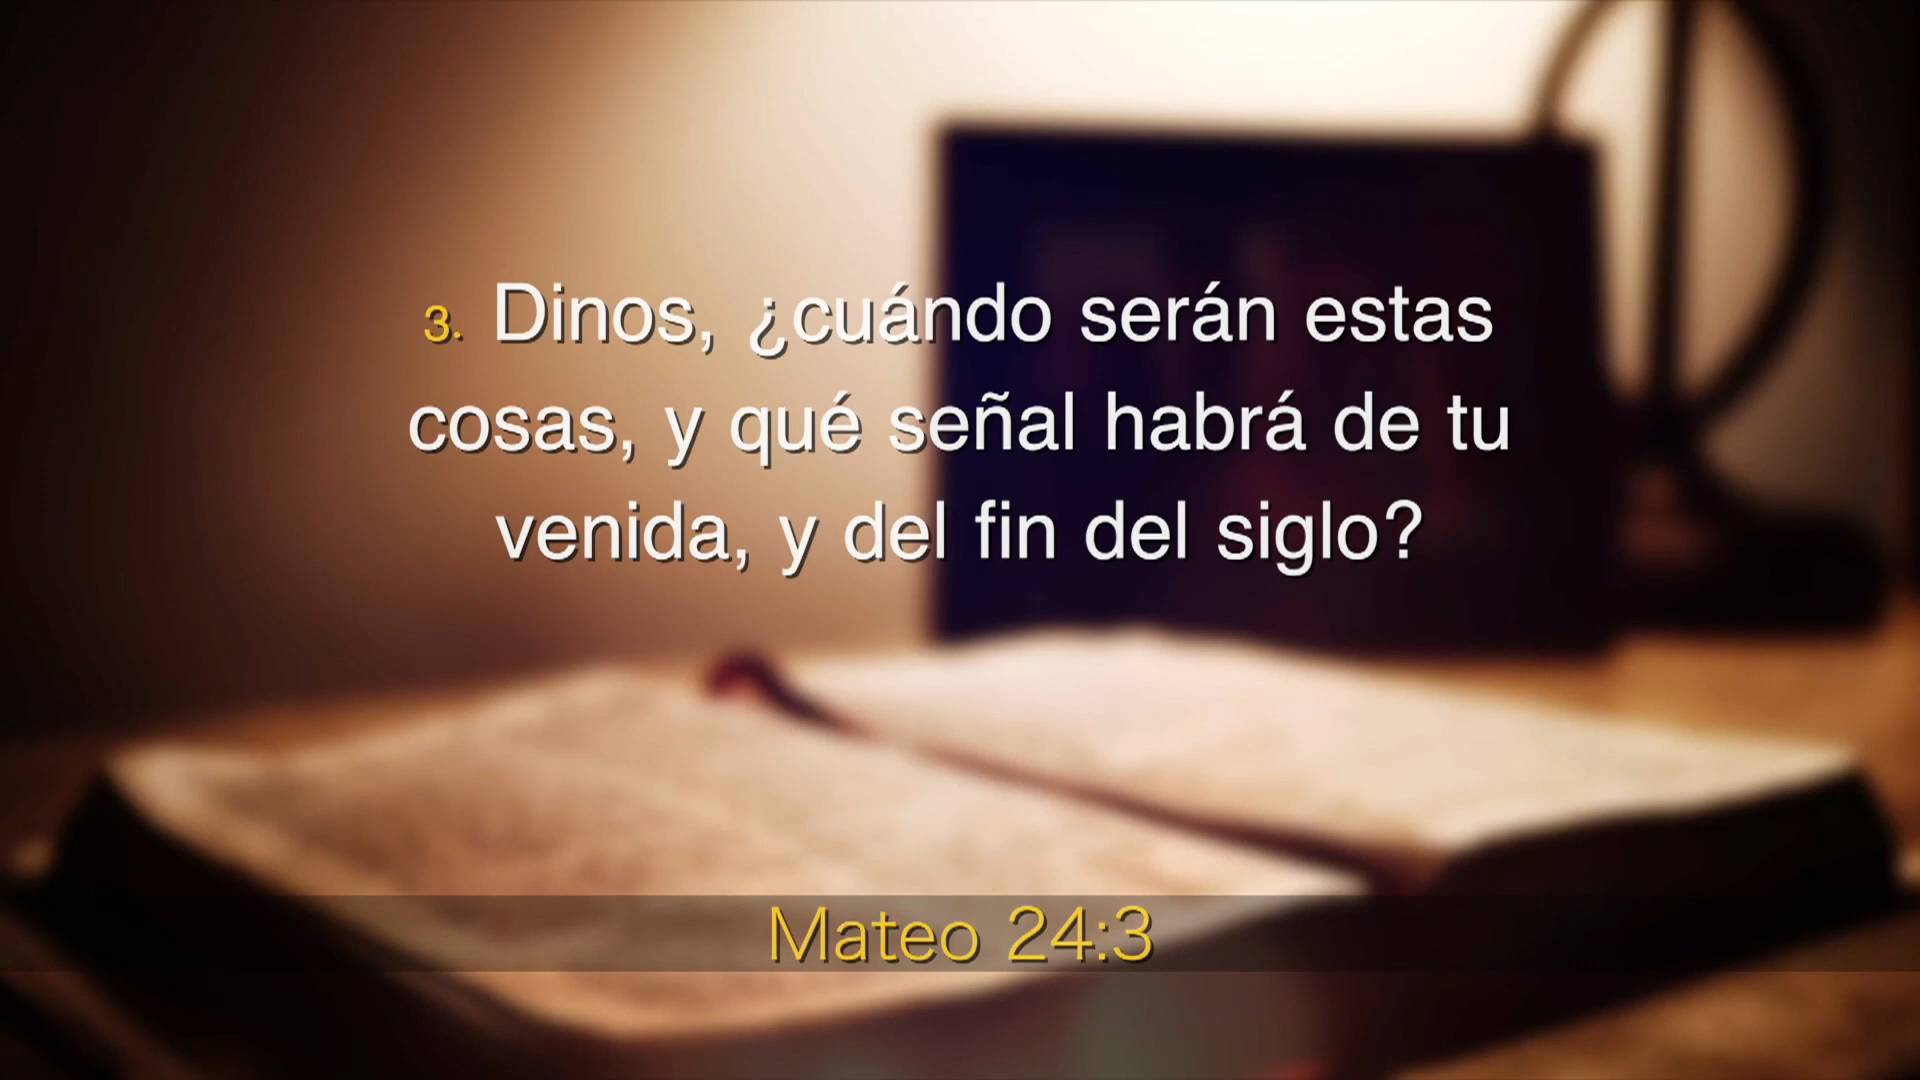 3. Dinos, ¿cuándo serán estas
cosas, y qué señal habrá de tu
venida, y del fin del siglo?
Mateo 24:3